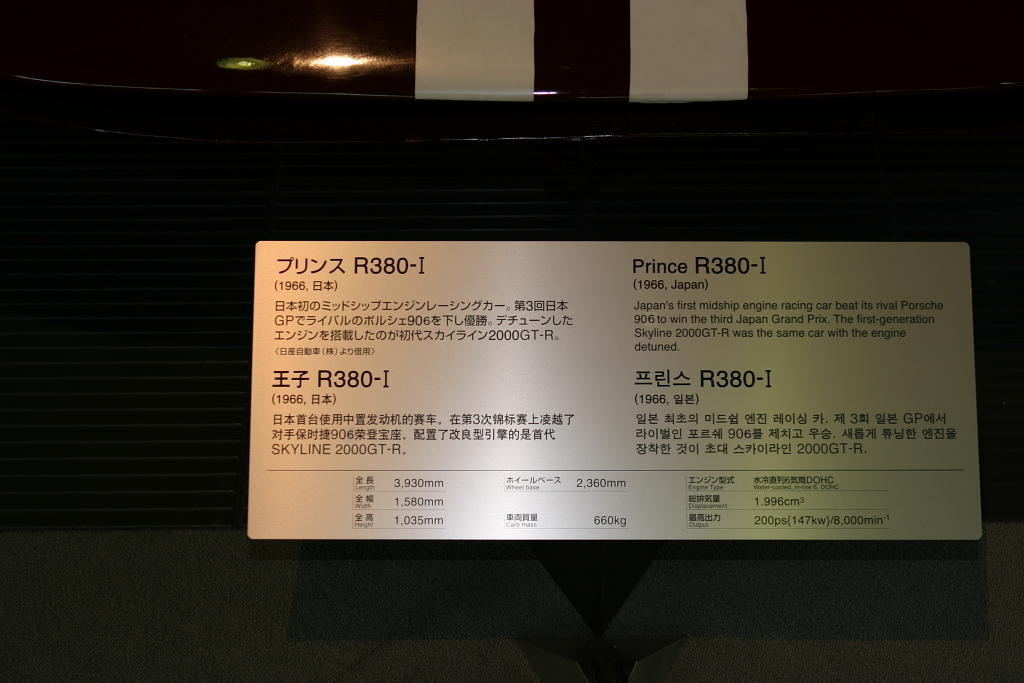 プリンス R380-I
(1966, 日本)
日本初のミッドシップエンジンレーシングカー。第3回日本
GPでライバルのポルシェ906を下し優勝。デチューンした
エンジンを搭載したのが初代スカイライン2000GT-R。
〈日産自動車(株)より借用〉
Prince R380-I
(1966, Japan)
Japan's first midship engine racing car beat its rival Porsche
906 to win the third Japan Grand Prix. The first-generation
Skyline 2000GT-R was the same car with the engine
detuned.
王子 R380-I
(1966, 日本)
日本首台使用中置发动机的赛车。在第3次锦标赛上凌越了
对手保时捷906荣登宝座。配置了改良型引擎的是首代
SKYLINE 2000GT-R。
프린스 R380-I
(1966, 일본)
일본 최초의 미드쉽 엔진 레이싱 카. 제 3회 일본 GP에서
라이벌인 포르쉐 906를 제치고 우승. 새롭게 튜닝한 엔진을
장착한 것이 초대 스카이라인 2000GT-R.
全長 3,930mm
Length
全幅 1,580mm
Width
全高 1,035mm
Height
ホイールベース 2,360mm
Wheel base
車両質量 660kg
Carb mass
エンジン型式 水冷直列6気筒DOHC
Engine Type Water-cooled, in-line 6, DOHC
総排気量 1.996cm³
Displacement
最高出力 200ps{147kw}/8,000min⁻¹
Output